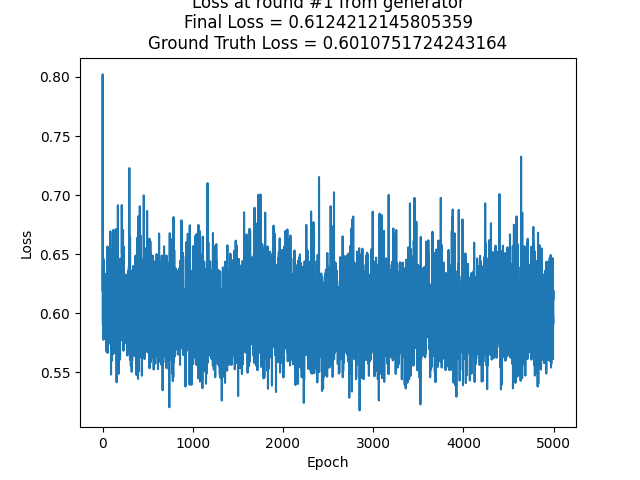 Loss at round #1 from generator
Final Loss = 0.6124212145805359
Ground Truth Loss = 0.6010751724243164
0.80
0.75
0.70
0.65
0.60
0.55
Loss
0 1000 2000 3000 4000 5000
Epoch